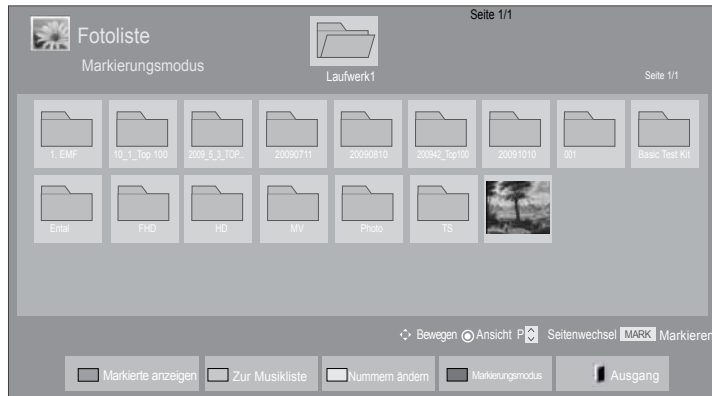 Seite 1/1
Fotoliste
Markierungsmodus
Laufwerk1
Seite 1/1
1. EMF
10_1_Top 100
2009_5_3_TOP...
20090711
20090810
200942_Top100
20091010
001
Basic Test Kit
Ental
FHD
HD
MV
Photo
TS
Bewegen Ansicht P Seitenwechsel MARK Markieren
Markierte anzeigen Zur Musikliste Nummern ändern Markierungsmodus Ausgang